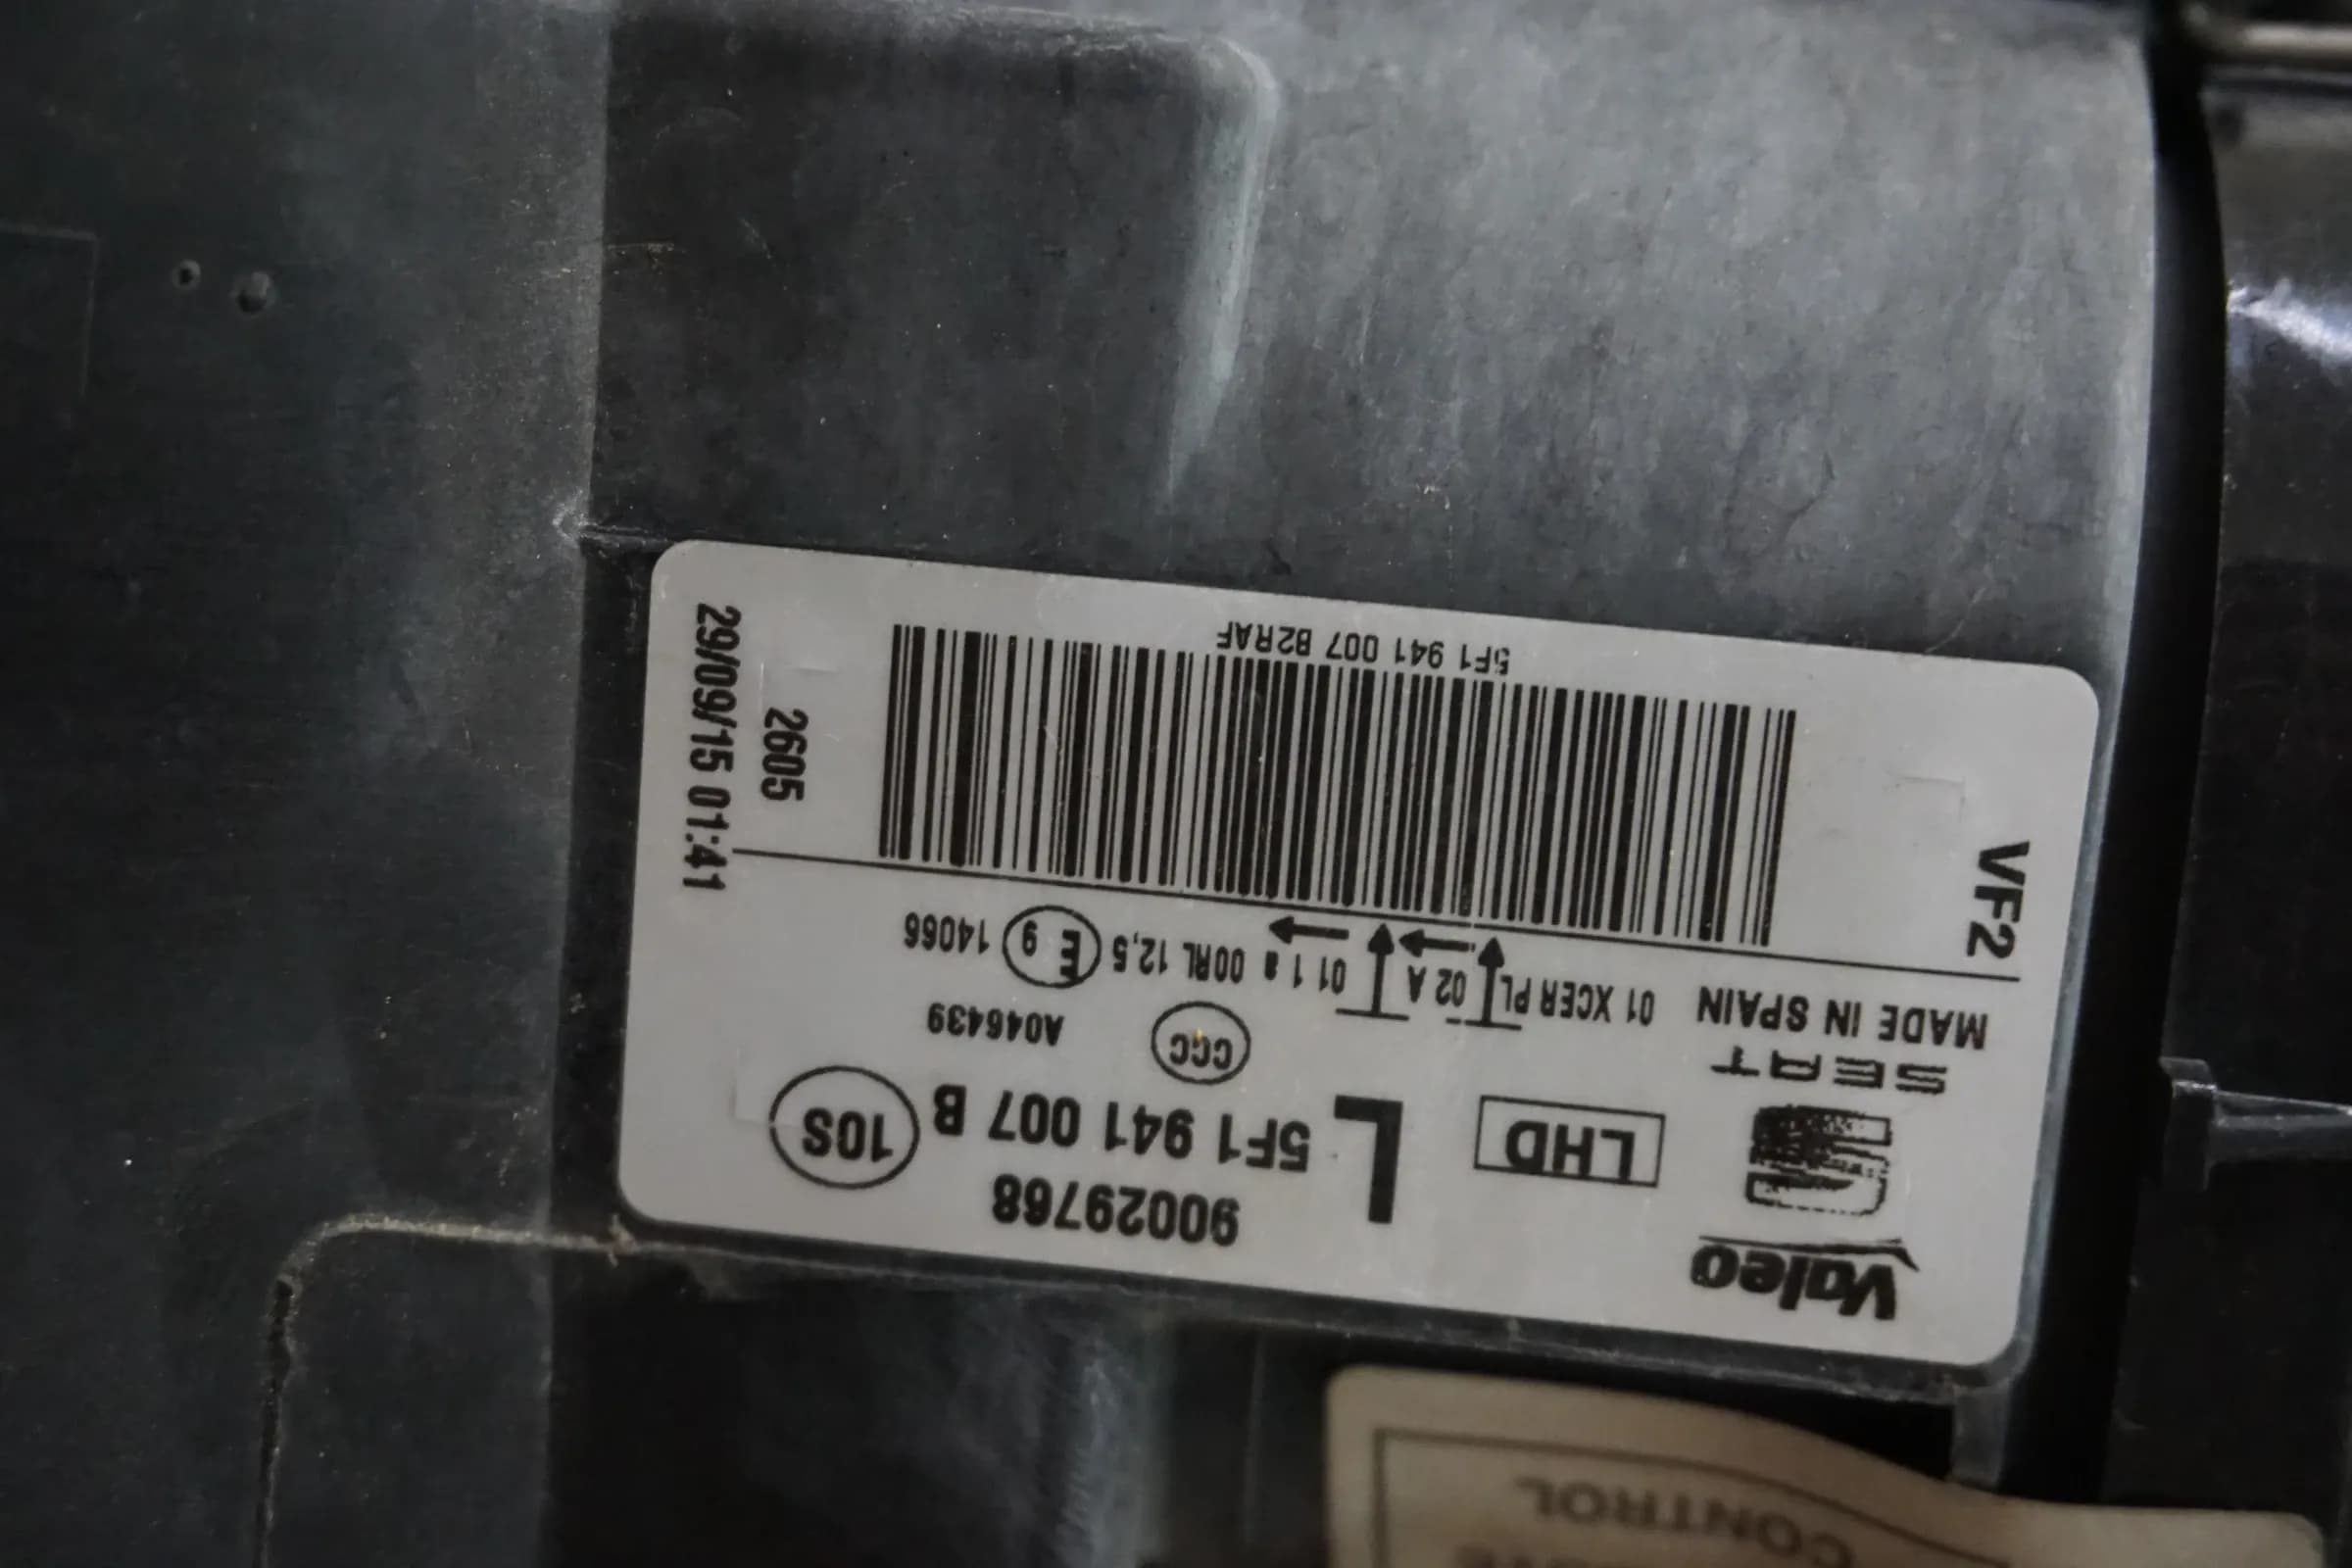 Valeo
90029768
LHD
L
5F1 941 007 B
10S
SEAT
CCC
A046439
MADE IN SPAIN
01 XCER PL
02 A
01 1 a
00RL 12,5
E 9
14066
VF2
2605
29/09/15 01:41
5F1 941 007 B2RAF
CONTROL